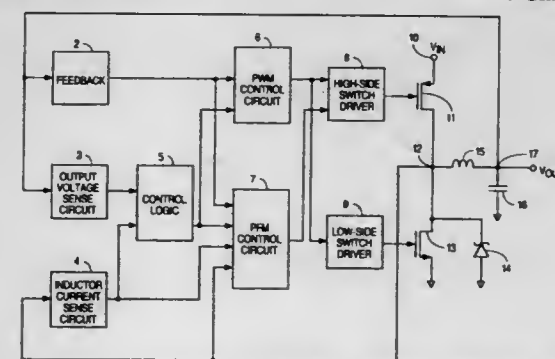 2
FEEDBACK
3
OUTPUT
VOLTAGE
SENSE
CIRCUIT
4
INDUCTOR
CURRENT
SENSE
CIRCUIT
5
CONTROL
LOGIC
6
PWM
CONTROL
CIRCUIT
7
PFM
CONTROL
CIRCUIT
8
HIGH-SIDE
SWITCH
DRIVER
9
LOW-SIDE
SWITCH
DRIVER
10
VIN
11
12
15
17
VOU
16
13
14